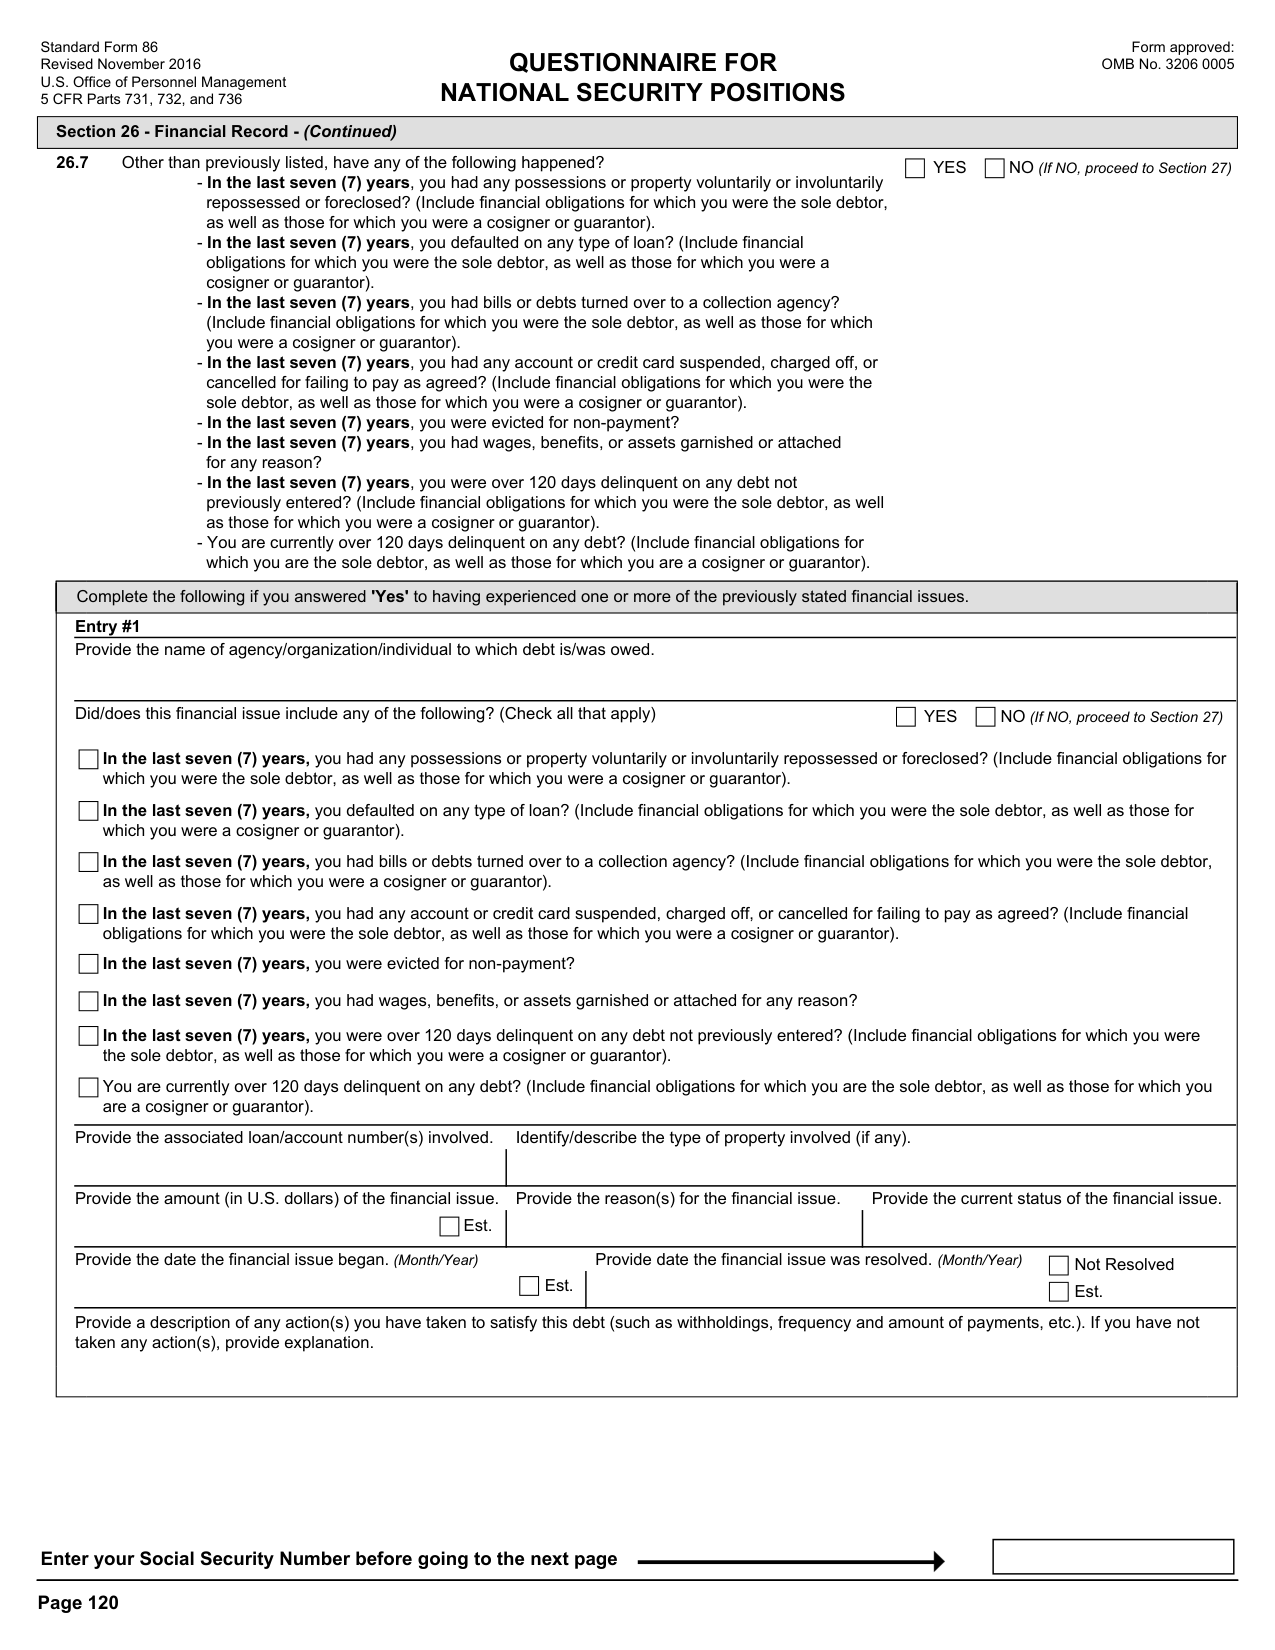 Standard Form 86
Revised November 2016
U.S. Office of Personnel Management
5 CFR Parts 731, 732, and 736
QUESTIONNAIRE FOR
NATIONAL SECURITY POSITIONS
Form approved:
OMB No. 3206 0005
Section 26 - Financial Record - (Continued)
26.7 Other than previously listed, have any of the following happened?
YES NO (If NO, proceed to Section 27)
- In the last seven (7) years, you had any possessions or property voluntarily or involuntarily
repossessed or foreclosed? (Include financial obligations for which you were the sole debtor,
as well as those for which you were a cosigner or guarantor).
- In the last seven (7) years, you defaulted on any type of loan? (Include financial
obligations for which you were the sole debtor, as well as those for which you were a
cosigner or guarantor).
- In the last seven (7) years, you had bills or debts turned over to a collection agency?
(Include financial obligations for which you were the sole debtor, as well as those for which
you were a cosigner or guarantor).
- In the last seven (7) years, you had any account or credit card suspended, charged off, or
cancelled for failing to pay as agreed? (Include financial obligations for which you were the
sole debtor, as well as those for which you were a cosigner or guarantor).
- In the last seven (7) years, you were evicted for non-payment?
- In the last seven (7) years, you had wages, benefits, or assets garnished or attached
for any reason?
- In the last seven (7) years, you were over 120 days delinquent on any debt not
previously entered? (Include financial obligations for which you were the sole debtor, as well
as those for which you were a cosigner or guarantor).
- You are currently over 120 days delinquent on any debt? (Include financial obligations for
which you are the sole debtor, as well as those for which you are a cosigner or guarantor).
Complete the following if you answered 'Yes' to having experienced one or more of the previously stated financial issues.
Entry #1
Provide the name of agency/organization/individual to which debt is/was owed.
Did/does this financial issue include any of the following? (Check all that apply)
YES NO (If NO, proceed to Section 27)
In the last seven (7) years, you had any possessions or property voluntarily or involuntarily repossessed or foreclosed? (Include financial obligations for
which you were the sole debtor, as well as those for which you were a cosigner or guarantor).
In the last seven (7) years, you defaulted on any type of loan? (Include financial obligations for which you were the sole debtor, as well as those for
which you were a cosigner or guarantor).
In the last seven (7) years, you had bills or debts turned over to a collection agency? (Include financial obligations for which you were the sole debtor,
as well as those for which you were a cosigner or guarantor).
In the last seven (7) years, you had any account or credit card suspended, charged off, or cancelled for failing to pay as agreed? (Include financial
obligations for which you were the sole debtor, as well as those for which you were a cosigner or guarantor).
In the last seven (7) years, you were evicted for non-payment?
In the last seven (7) years, you had wages, benefits, or assets garnished or attached for any reason?
In the last seven (7) years, you were over 120 days delinquent on any debt not previously entered? (Include financial obligations for which you were
the sole debtor, as well as those for which you were a cosigner or guarantor).
You are currently over 120 days delinquent on any debt? (Include financial obligations for which you are the sole debtor, as well as those for which you
are a cosigner or guarantor).
Provide the associated loan/account number(s) involved. Identify/describe the type of property involved (if any).
Provide the amount (in U.S. dollars) of the financial issue. Provide the reason(s) for the financial issue. Provide the current status of the financial issue.
Est.
Provide the date the financial issue began. (Month/Year) Provide date the financial issue was resolved. (Month/Year) Not Resolved
Est. Est.
Provide a description of any action(s) you have taken to satisfy this debt (such as withholdings, frequency and amount of payments, etc.). If you have not
taken any action(s), provide explanation.
Enter your Social Security Number before going to the next page
Page 120